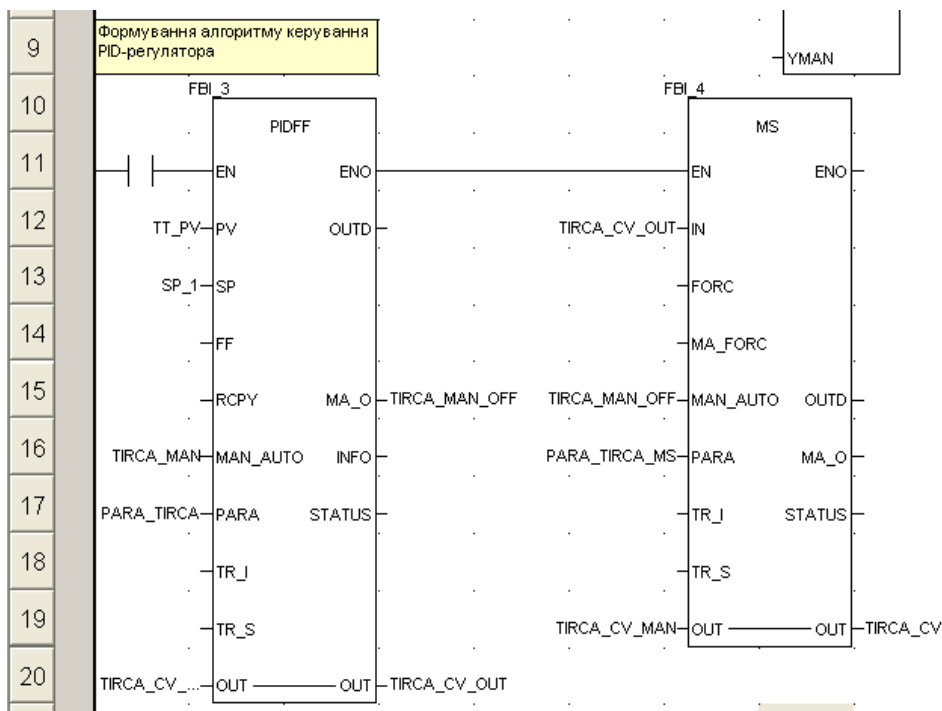 9
Формування алгоритму керування
PID-регулятора
YMAN
10
FBI_3
FBI_4
PIDFF
MS
11
EN ENO
EN ENO
12
TT_PV PV OUTD
TIRCA_CV_OUT IN
13
SP_1 SP
FORC
14
FF
MA_FORC
15
RCPY MA_O TIRCA_MAN_OFF
TIRCA_MAN_OFF MAN_AUTO OUTD
16
TIRCA_MAN MAN_AUTO INFO
PARA_TIRCA_MS PARA MA_O
17
PARA_TIRCA PARA STATUS
TR_I STATUS
18
TR_I
TR_S
19
TR_S
TIRCA_CV_MAN OUT OUT TIRCA_CV
20
TIRCA_CV_... OUT OUT TIRCA_CV_OUT